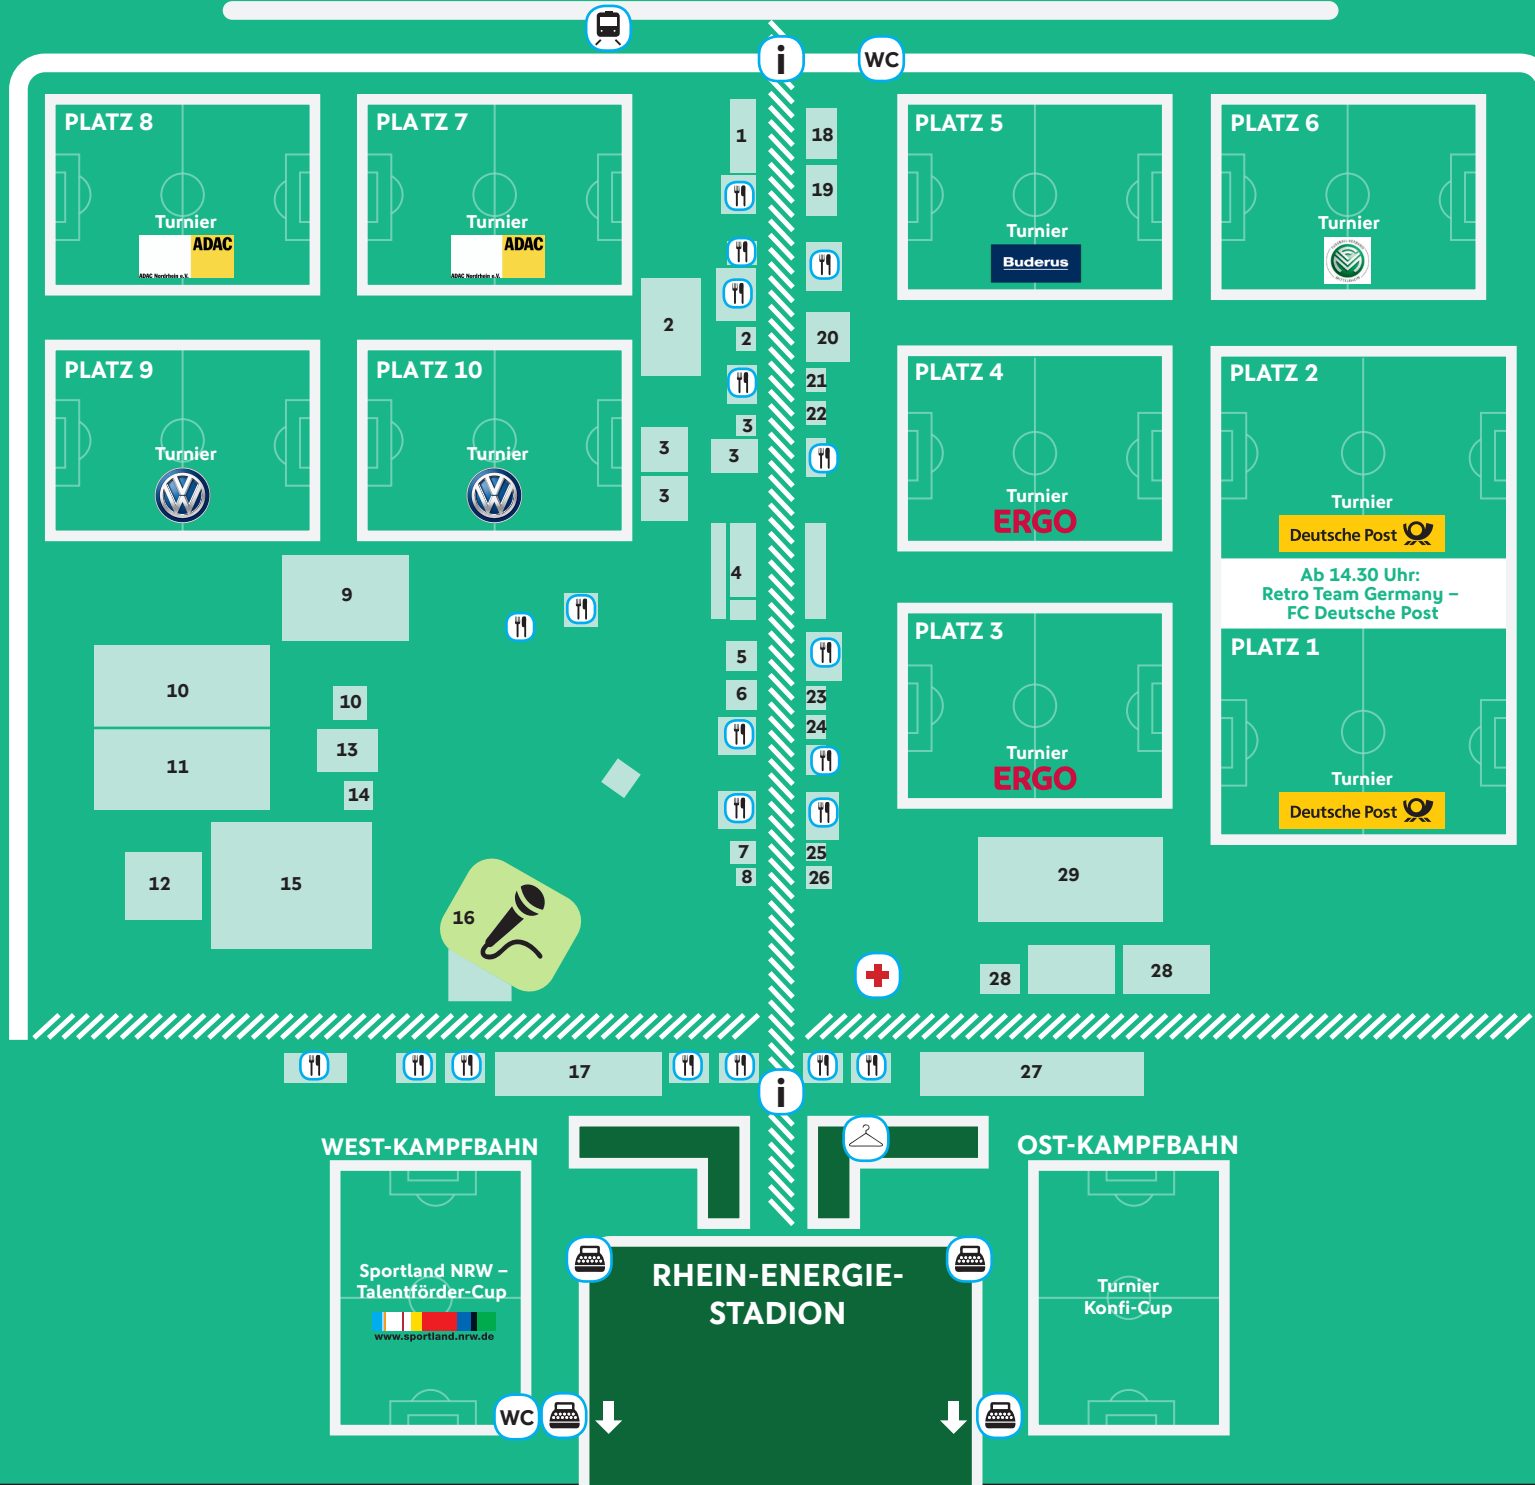 i
WC
PLATZ 8
Turnier
ADAC
ADAC Nordrhein e.V.
PLATZ 7
Turnier
ADAC
ADAC Nordrhein e.V.
1
18
19
PLATZ 5
Turnier
Buderus
PLATZ 6
Turnier
2
2
20
21
22
PLATZ 9
Turnier
PLATZ 10
Turnier
3
3
3
3
PLATZ 4
Turnier
ERGO
PLATZ 2
Turnier
Deutsche Post
Ab 14.30 Uhr:
Retro Team Germany –
FC Deutsche Post
PLATZ 1
Turnier
Deutsche Post
PLATZ 3
Turnier
ERGO
4
9
5
6
23
24
10
10
11
13
14
12
15
16
7
8
25
26
29
28
28
17
27
i
WEST-KAMPFBAHN
Sportland NRW –
Talentförder-Cup
www.sportland.nrw.de
WC
RHEIN-ENERGIE-
STADION
OST-KAMPFBAHN
Turnier
Konfi-Cup